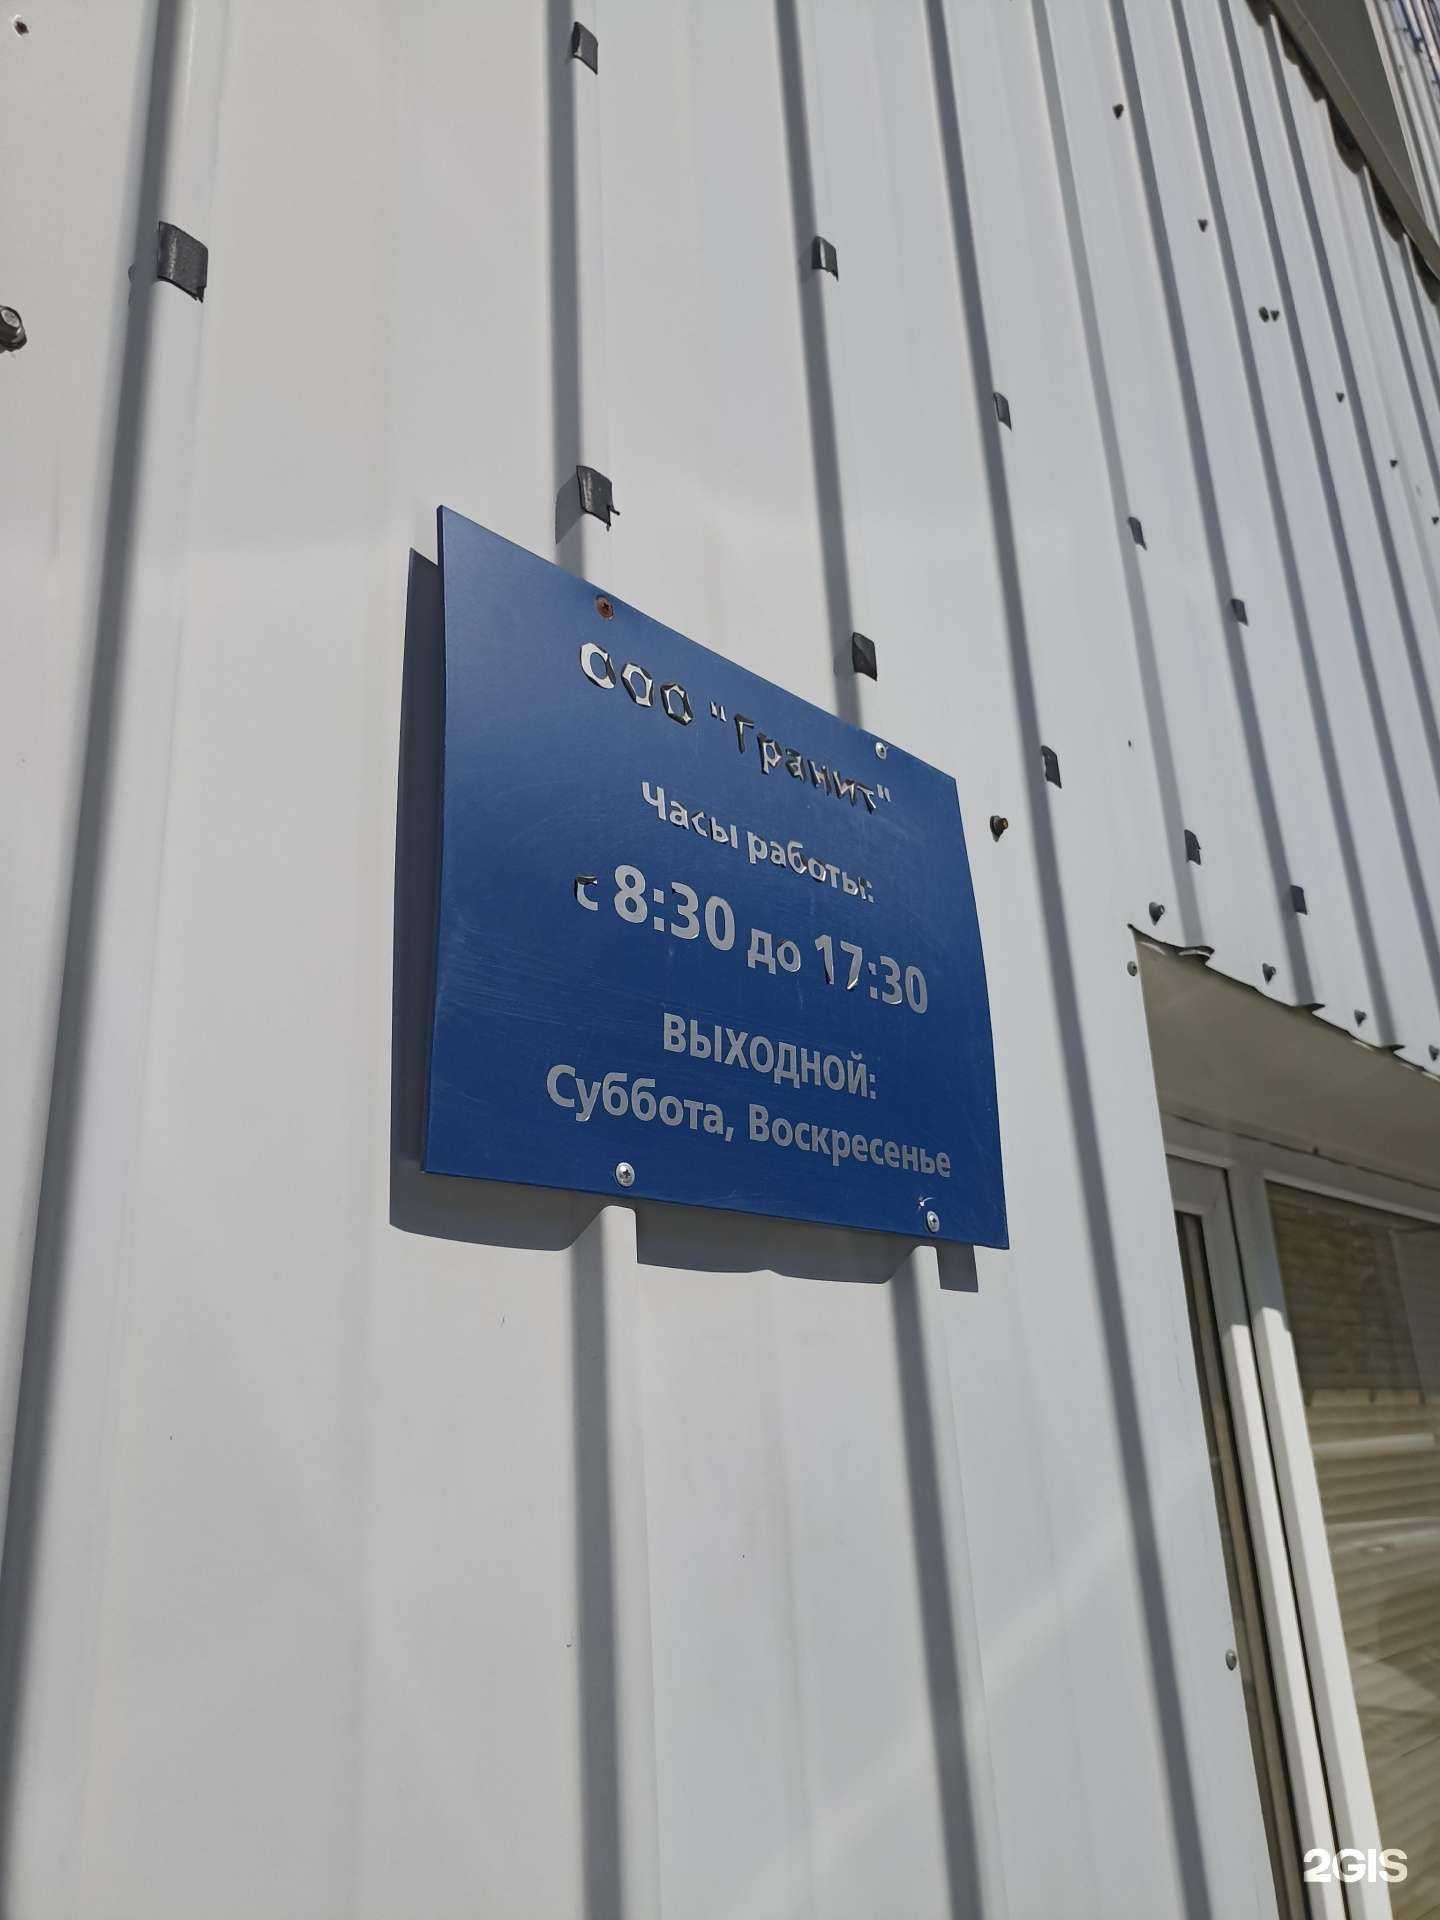 ООО "Гранит"
Часы работы:
с 8:30 до 17:30
ВЫХОДНОЙ:
Суббота, Воскресенье
2GIS